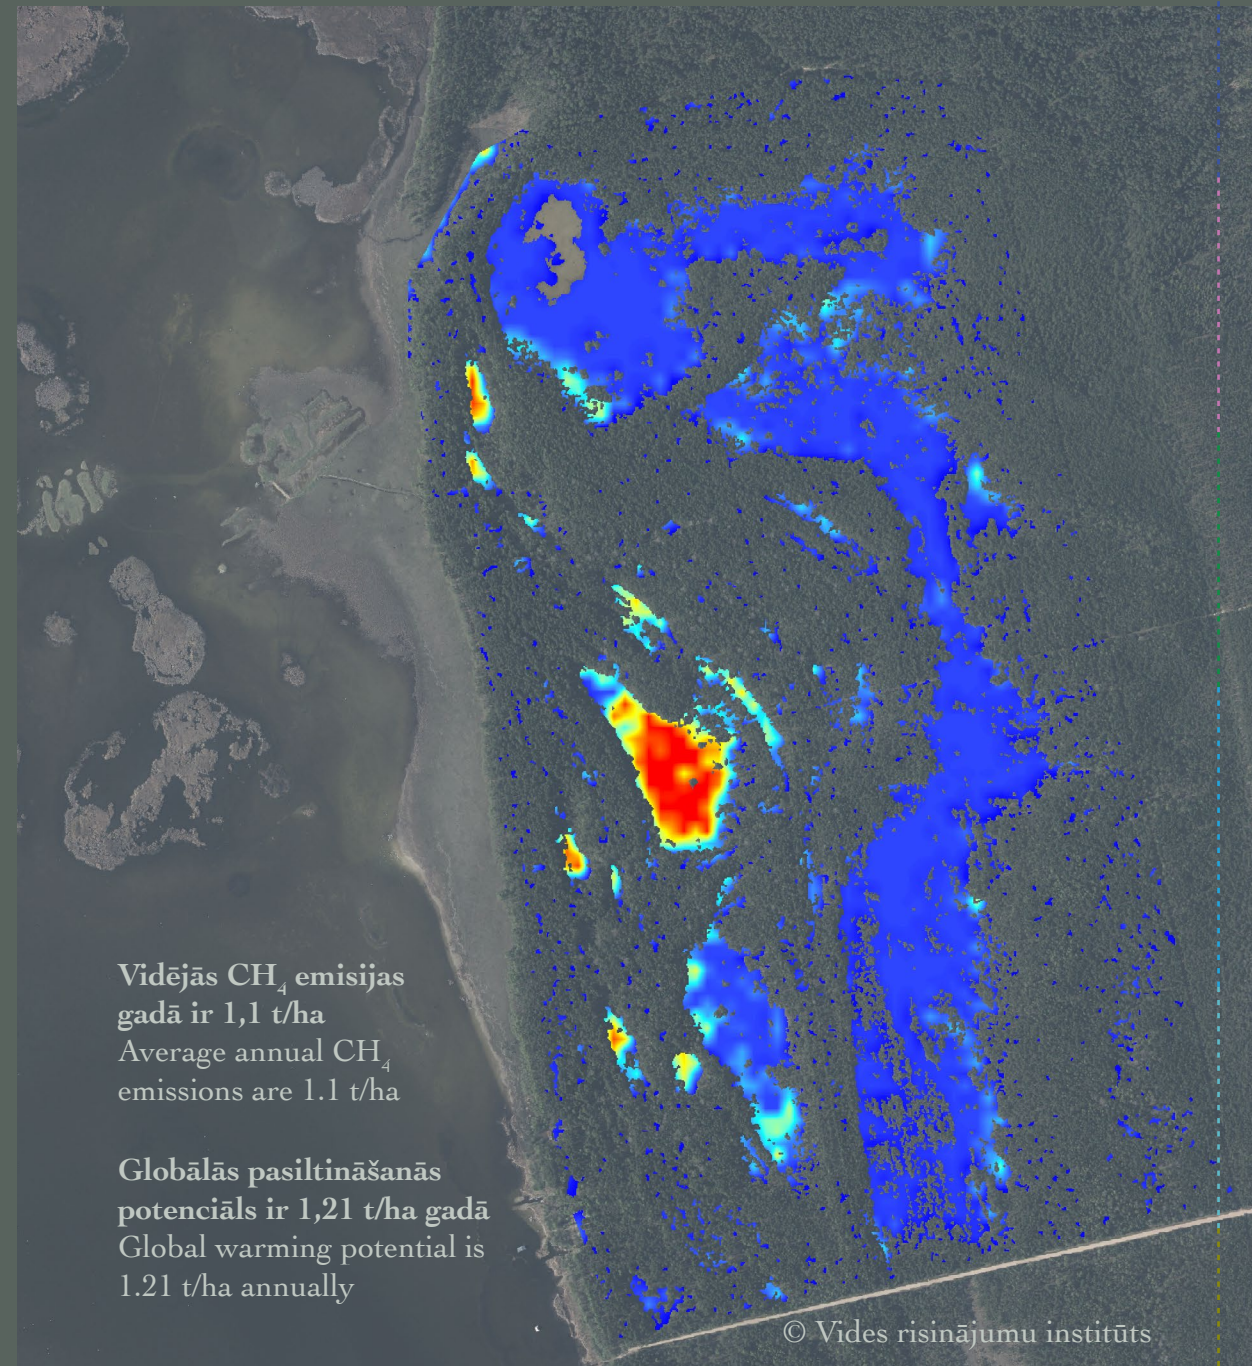 Vidējās CH₄ emisijas
gadā ir 1,1 t/ha
Average annual CH₄
emissions are 1.1 t/ha
Globālās pasiltināšanās
potenciāls ir 1,21 t/ha gadā
Global warming potential is
1.21 t/ha annually
© Vides risinājumu institūts